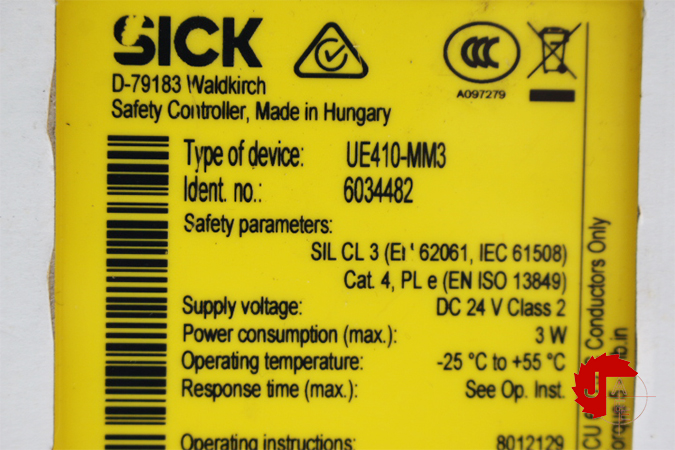 SICK
D-79183 Waldkirch
Safety Controller, Made in Hungary
A097279
Type of device: UE410-MM3
Ident. no.: 6034482
Safety parameters:
SIL CL 3 (EN 62061, IEC 61508)
Cat. 4, PL e (EN ISO 13849)
Supply voltage: DC 24 V Class 2
Power consumption (max.): 3 W
Operating temperature: -25 °C to +55 °C
Response time (max.): See Op. Inst.
Operating instructions: 8012129
CU Conductors Only